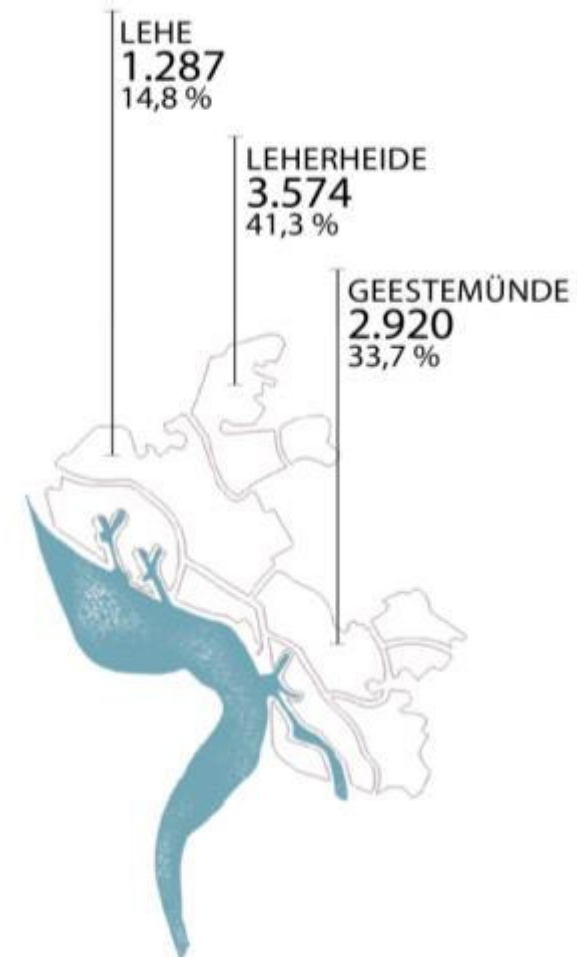 LEHE
1.287
14,8 %
LEHERHEIDE
3.574
41,3 %
GEESTEMÜNDE
2.920
33,7 %